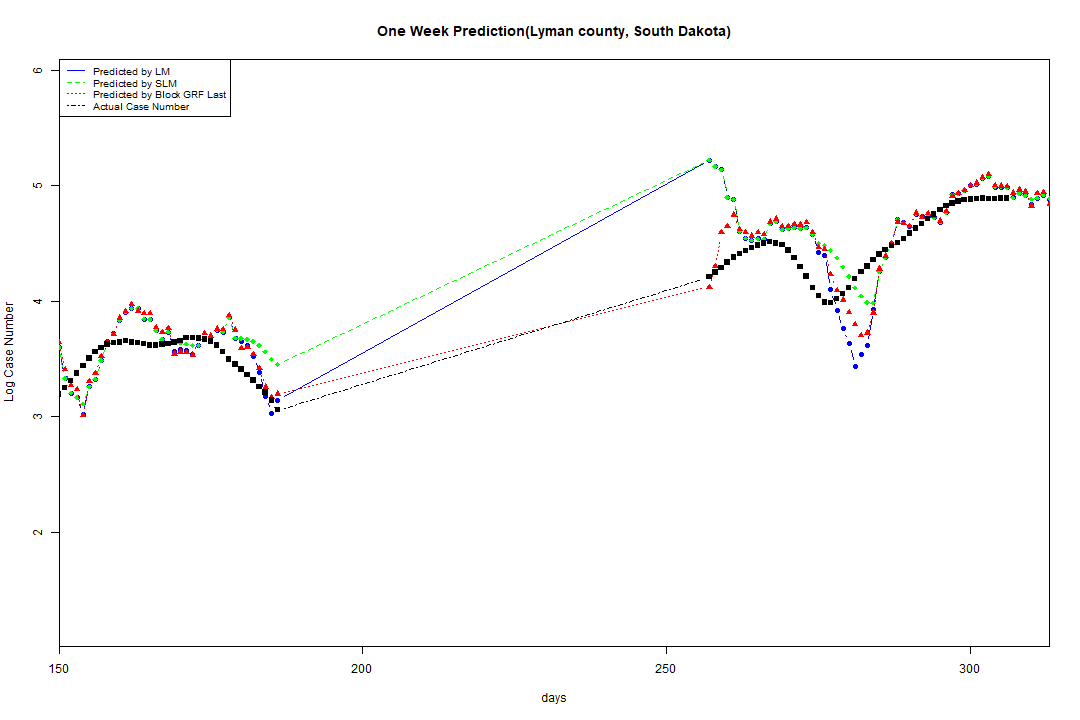 One Week Prediction(Lyman county, South Dakota)
Predicted by LM
Predicted by SLM
Predicted by Block GRF Last
Actual Case Number
6
5
4
3
2
Log Case Number
150
200
250
300
days